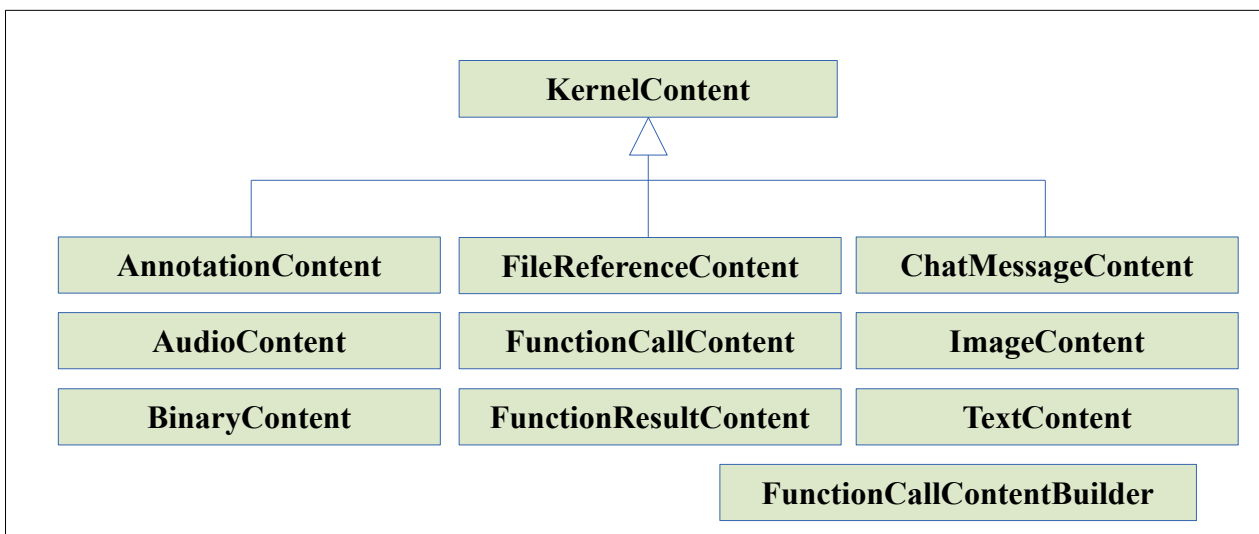 KernelContent
AnnotationContent
FileReferenceContent
ChatMessageContent
AudioContent
FunctionCallContent
ImageContent
BinaryContent
FunctionResultContent
TextContent
FunctionCallContentBuilder